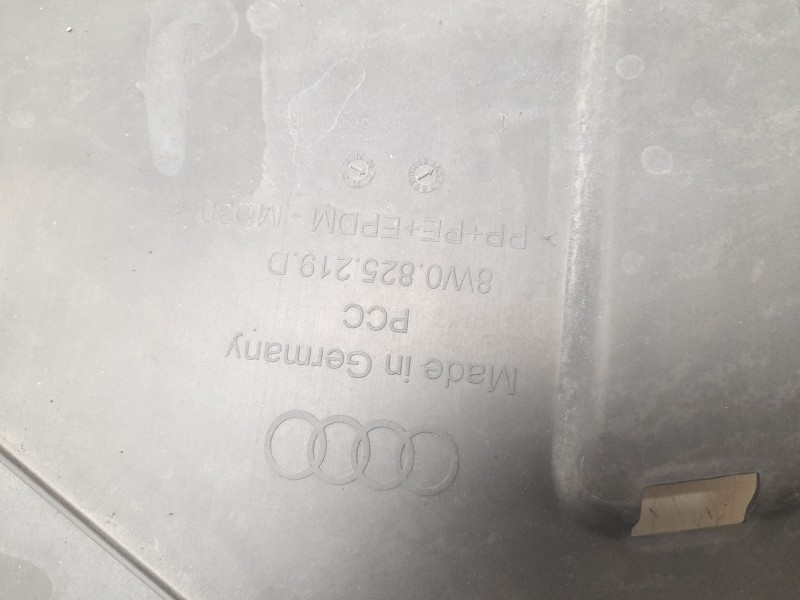 Made in Germany
PCC
8W0.825.219.D
>PP+PE+EPDM - MD30<